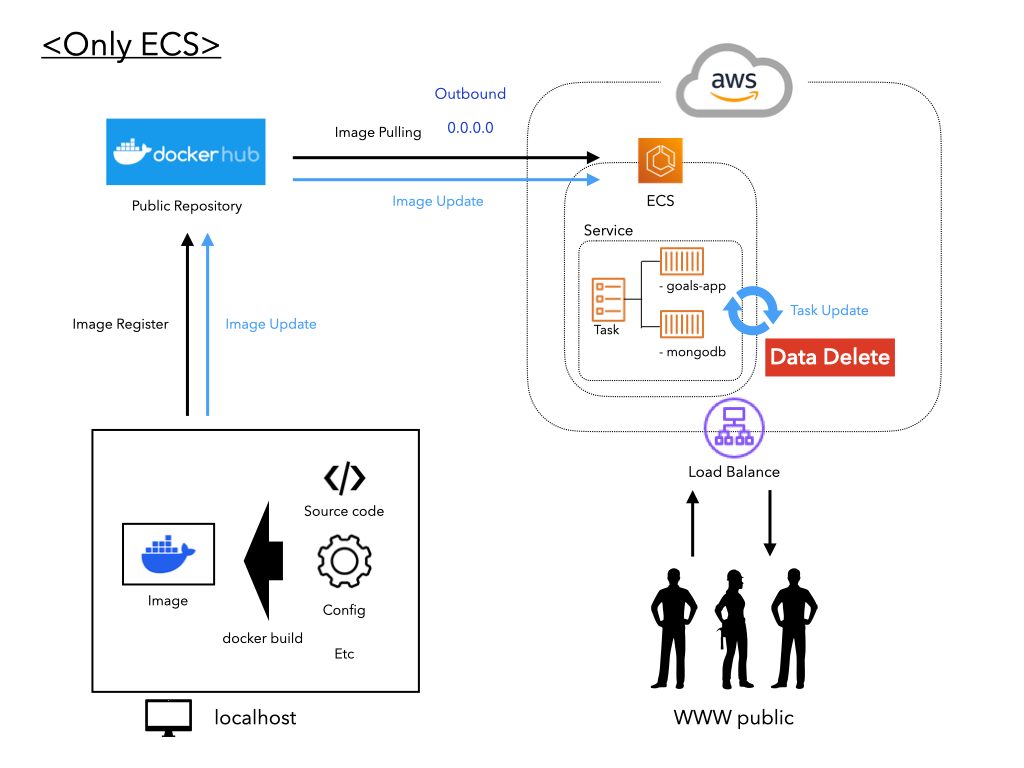 <Only ECS>
aws
Outbound
0.0.0.0
Image Pulling
dockerhub
Image Update
Public Repository
ECS
Service
- goals-app
Task
- mongodb
Task Update
Data Delete
Image Register
Image Update
Load Balance
Source code
Image
Config
docker build
Etc
localhost
WWW public